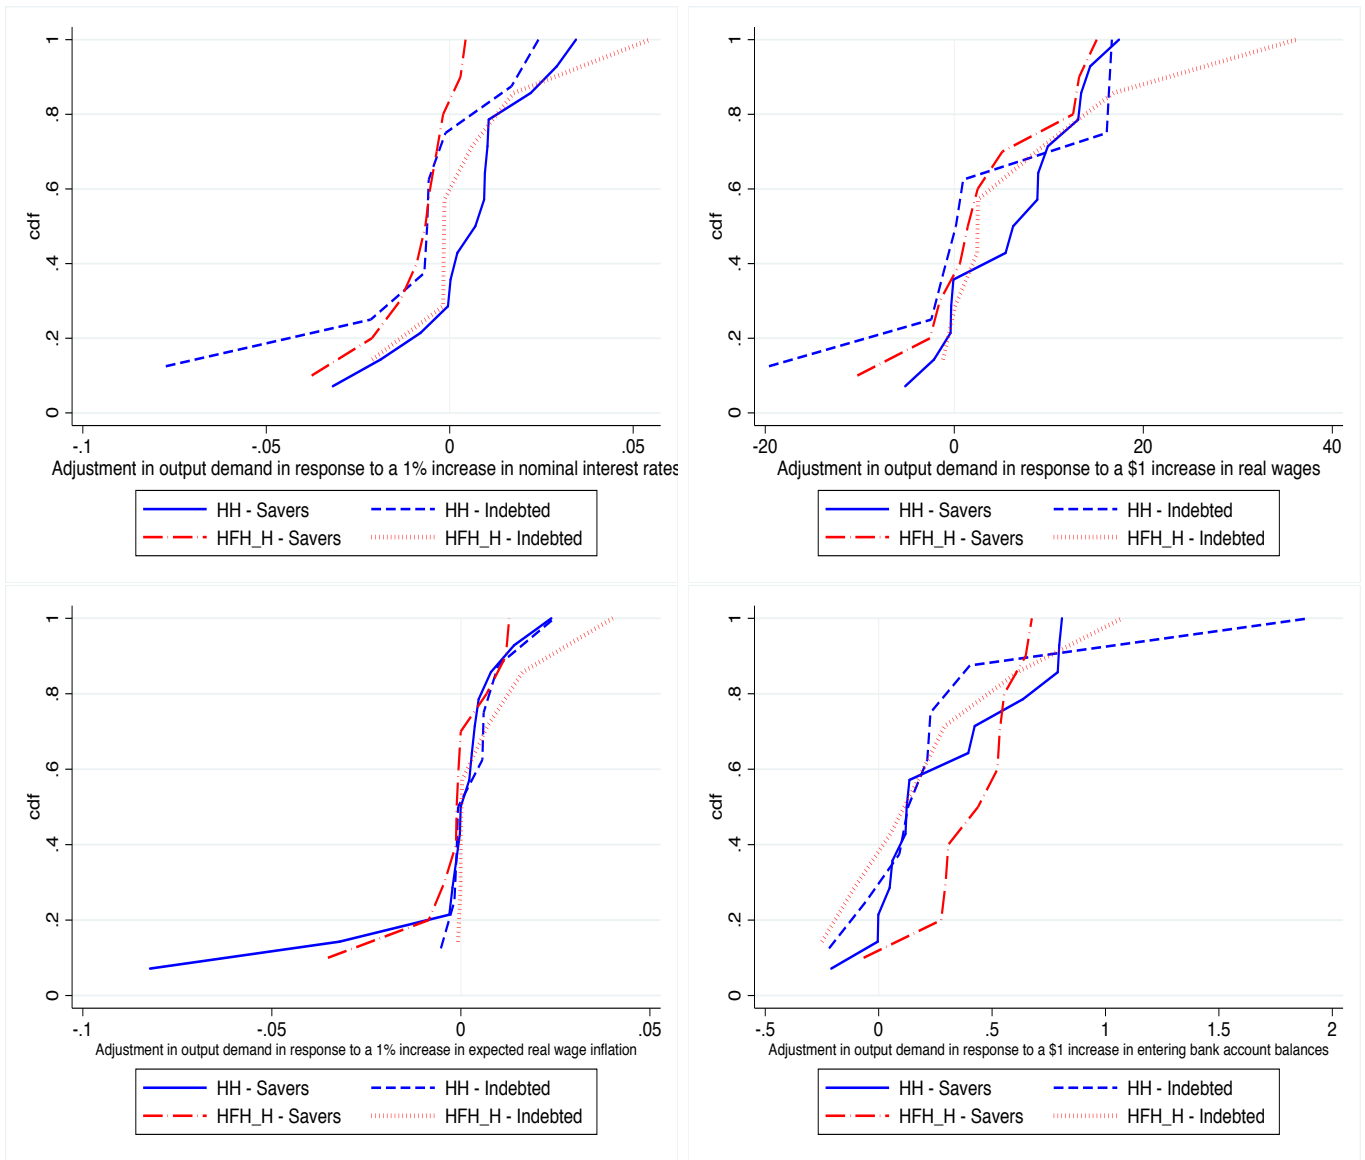 cdf
1
.8
.6
.4
.2
0
-.1 -.05 0 .05
Adjustment in output demand in response to a 1% increase in nominal interest rates
HH - Savers HH - Indebted
HFH_H - Savers HFH_H - Indebted
cdf
1
.8
.6
.4
.2
0
-20 0 20 40
Adjustment in output demand in response to a $1 increase in real wages
HH - Savers HH - Indebted
HFH_H - Savers HFH_H - Indebted
cdf
1
.8
.6
.4
.2
0
-.1 -.05 0 .05
Adjustment in output demand in response to a 1% increase in expected real wage inflation
HH - Savers HH - Indebted
HFH_H - Savers HFH_H - Indebted
cdf
1
.8
.6
.4
.2
0
-.5 0 .5 1 1.5 2
Adjustment in output demand in response to a $1 increase in entering bank account balances
HH - Savers HH - Indebted
HFH_H - Savers HFH_H - Indebted